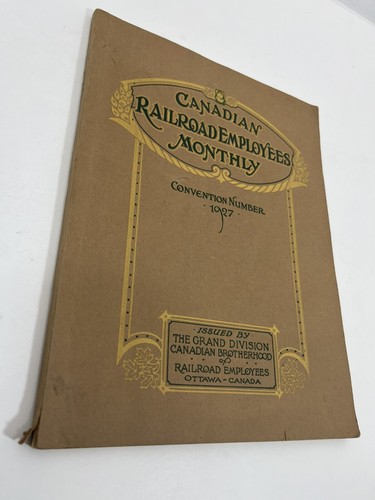 CANADIAN
RAILROAD EMPLOYEES
MONTHLY
CONVENTION NUMBER
· 1927 ·
ISSUED BY
THE GRAND DIVISION
CANADIAN BROTHERHOOD
OF
RAILROAD EMPLOYEES
OTTAWA - CANADA